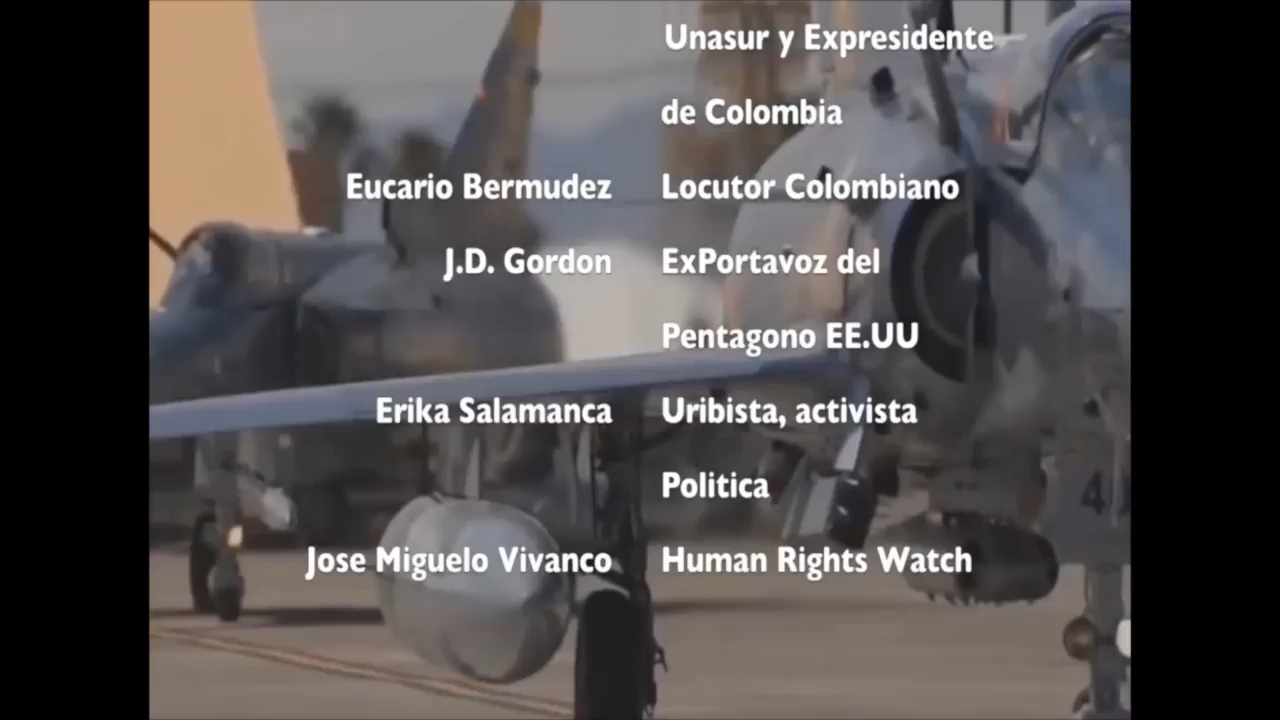 Unasur y Expresidente
de Colombia
Eucario Bermudez Locutor Colombiano
J.D. Gordon ExPortavoz del
Pentagono EE.UU
Erika Salamanca Uribista, activista
Politica
Jose Miguelo Vivanco Human Rights Watch
4